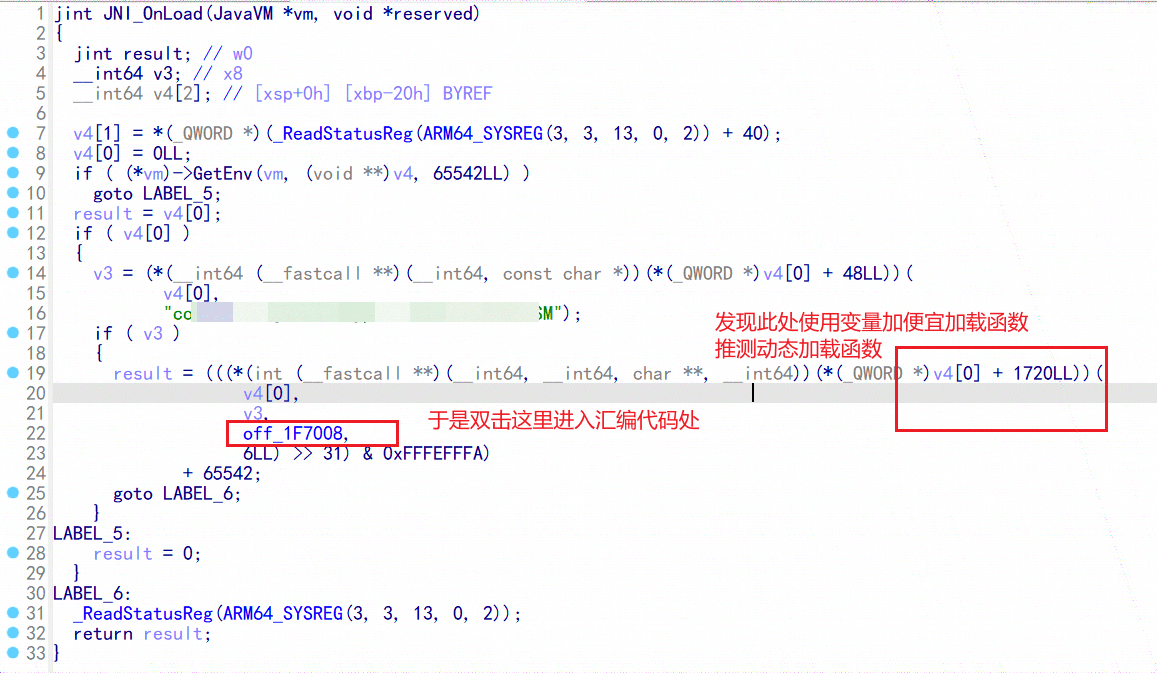 1 jint JNI_OnLoad(JavaVM *vm, void *reserved)
2 {
3 jint result; // w0
4 __int64 v3; // x8
5 __int64 v4[2]; // [xsp+0h] [xbp-20h] BYREF
6
7 v4[1] = *(_QWORD *)(_ReadStatusReg(ARM64_SYSREG(3, 3, 13, 0, 2)) + 40);
8 v4[0] = 0LL;
9 if ( (*vm)->GetEnv(vm, (void **)v4, 65542LL) )
10 goto LABEL_5;
11 result = v4[0];
12 if ( v4[0] )
13 {
14 v3 = (*(__int64 (__fastcall **)(__int64, const char *))(*(_QWORD *)v4[0] + 48LL))(
15 v4[0],
16 "co SM");
17 if ( v3 )
发现此处使用变量加便宜加载函数
推测动态加载函数
18 {
19 result = (((*(int (__fastcall **)(__int64, __int64, char **, __int64))(*(_QWORD *)v4[0] + 1720LL))(
20 v4[0],
21 v3,
于是双击这里进入汇编代码处
22 off_1F7008,
23 6LL) >> 31) & 0xFFFEFFFA)
24 + 65542;
25 goto LABEL_6;
26 }
27 LABEL_5:
28 result = 0;
29 }
30 LABEL_6:
31 _ReadStatusReg(ARM64_SYSREG(3, 3, 13, 0, 2));
32 return result;
33 }